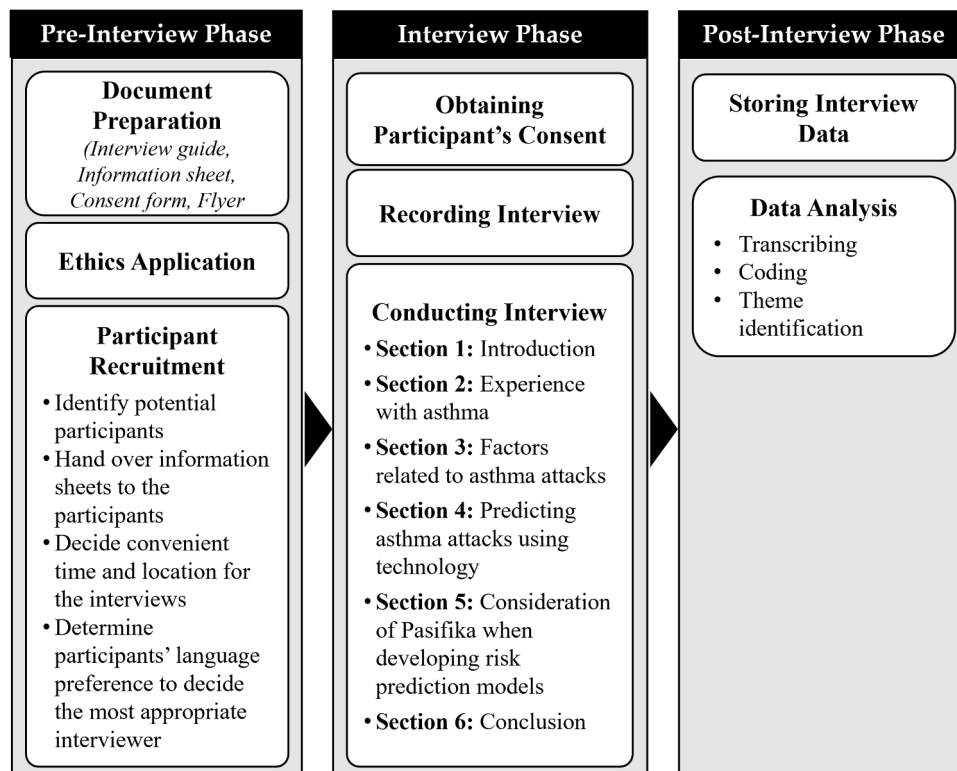 Pre-Interview Phase
Document
Preparation
(Interview guide,
Information sheet,
Consent form, Flyer
Ethics Application
Participant
Recruitment
• Identify potential
participants
• Hand over information
sheets to the
participants
• Decide convenient
time and location for
the interviews
• Determine
participants’ language
preference to decide
the most appropriate
interviewer
Interview Phase
Obtaining
Participant’s Consent
Recording Interview
Conducting Interview
• Section 1: Introduction
• Section 2: Experience
with asthma
• Section 3: Factors
related to asthma attacks
• Section 4: Predicting
asthma attacks using
technology
• Section 5: Consideration
of Pasifika when
developing risk
prediction models
• Section 6: Conclusion
Post-Interview Phase
Storing Interview
Data
Data Analysis
• Transcribing
• Coding
• Theme
identification